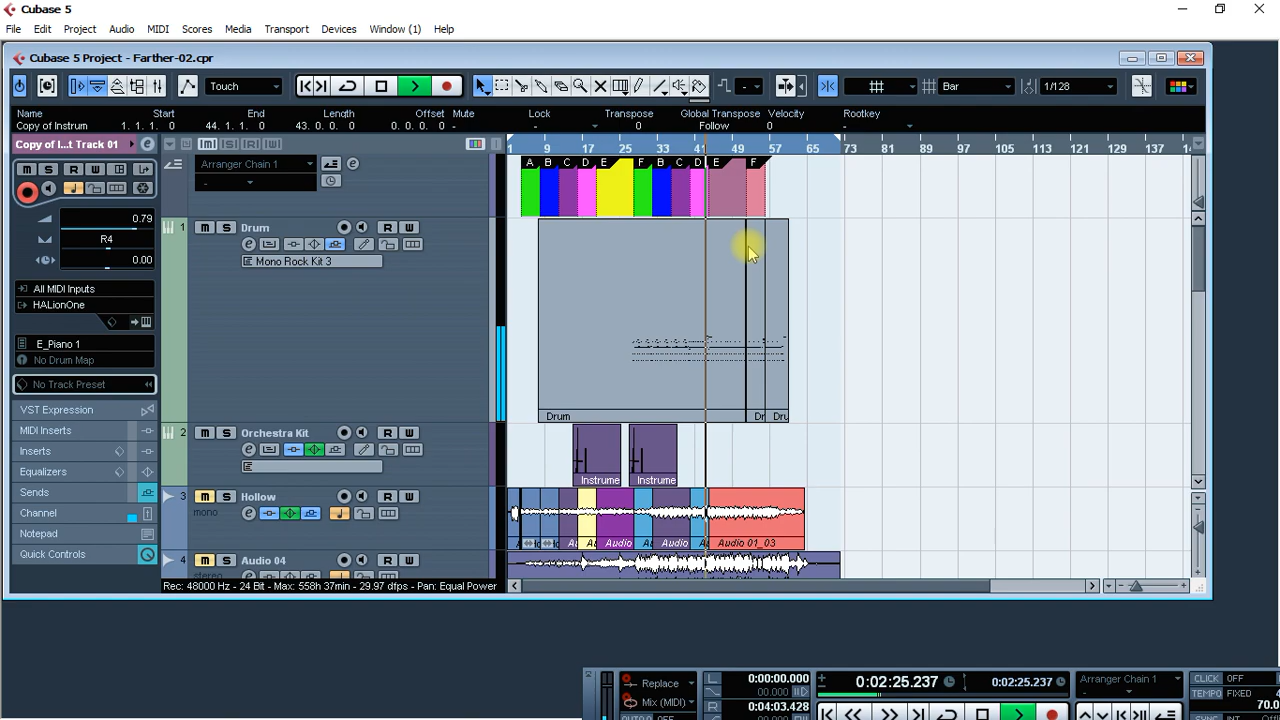 Cubase 5
File Edit Project Audio MIDI Scores Media Transport Devices Window (1) Help
Cubase 5 Project - Farther-02.cpr
Touch
Bar
1/128
Name Start End Length Offset Mute Lock Transpose Global Transpose Velocity Rootkey
Copy of Instrum 1. 1. 1. 0 44. 1. 1. 0 43. 0. 0. 0 0. 0. 0. 0 - - 0 Follow 0 -
Copy of I...t Track 01
1 9 17 25 33 41 49 57 65 73 81 89 97 105 113 121 129 137 14
Arranger Chain 1
A B C D E F B C D E F
0.79
R4
0.00
All MIDI Inputs
HALionOne
E_Piano 1
No Drum Map
No Track Preset
VST Expression
MIDI Inserts
Inserts
Equalizers
Sends
Channel
Notepad
Quick Controls
1 M S Drum R W
Mono Rock Kit 3
Drum Dr Dru
2 M S Orchestra Kit R W
Instrume Instrume
3 M S Hollow R W
mono
Audio Audio Audio 01_03
4 M S Audio 04 R W
stereo
Rec: 48000 Hz - 24 Bit - Max: 558h 37min - 29.97 dfps - Pan: Equal Power
Replace
Mix (MIDI)
AUTO Q OFF
L 0:00:00.000
00.000
R 0:04:03.428
0:02:25.237
0:02:25.237
Arranger Chain 1
CLICK OFF
TEMPO FIXED
70.0